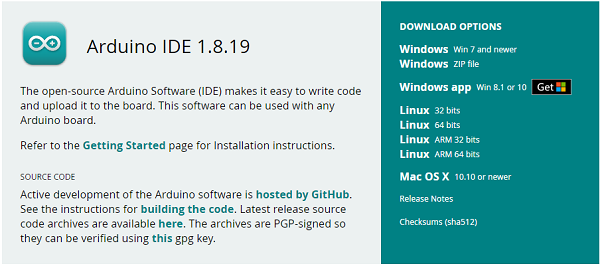 Arduino IDE 1.8.19
The open-source Arduino Software (IDE) makes it easy to write code
and upload it to the board. This software can be used with any
Arduino board.
Refer to the Getting Started page for Installation instructions.
SOURCE CODE
Active development of the Arduino software is hosted by GitHub.
See the instructions for building the code. Latest release source
code archives are available here. The archives are PGP-signed so
they can be verified using this gpg key.
DOWNLOAD OPTIONS
Windows Win 7 and newer
Windows ZIP file
Windows app Win 8.1 or 10 Get
Linux 32 bits
Linux 64 bits
Linux ARM 32 bits
Linux ARM 64 bits
Mac OS X 10.10 or newer
Release Notes
Checksums (sha512)